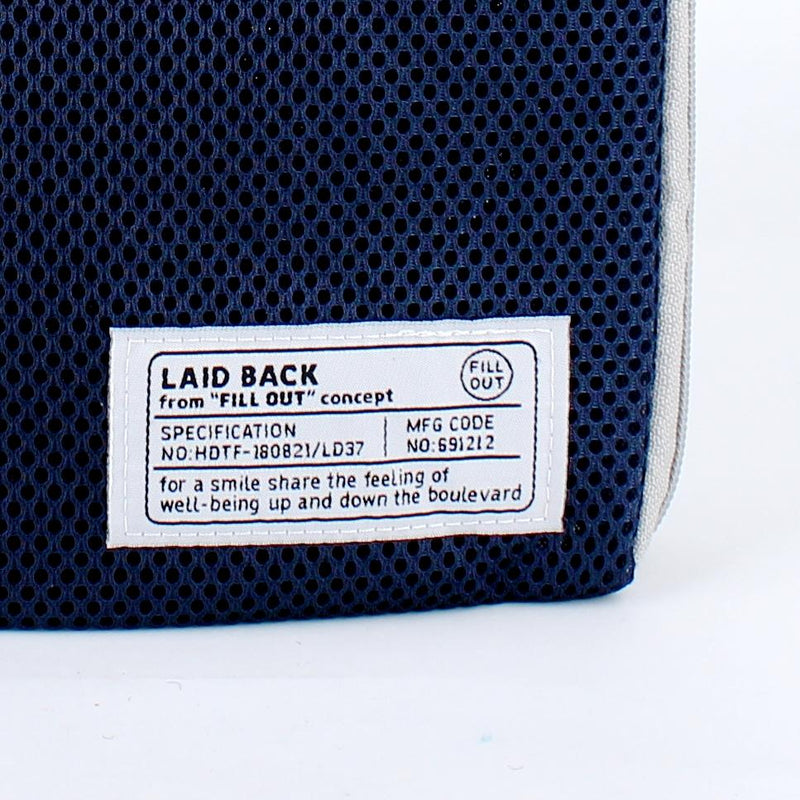 LAID BACK
from "FILL OUT" concept
FILL
OUT
SPECIFICATION
NO:HDTF-180821/LD37
MFG CODE
NO:691212
for a smile share the feeling of
well-being up and down the boulevard